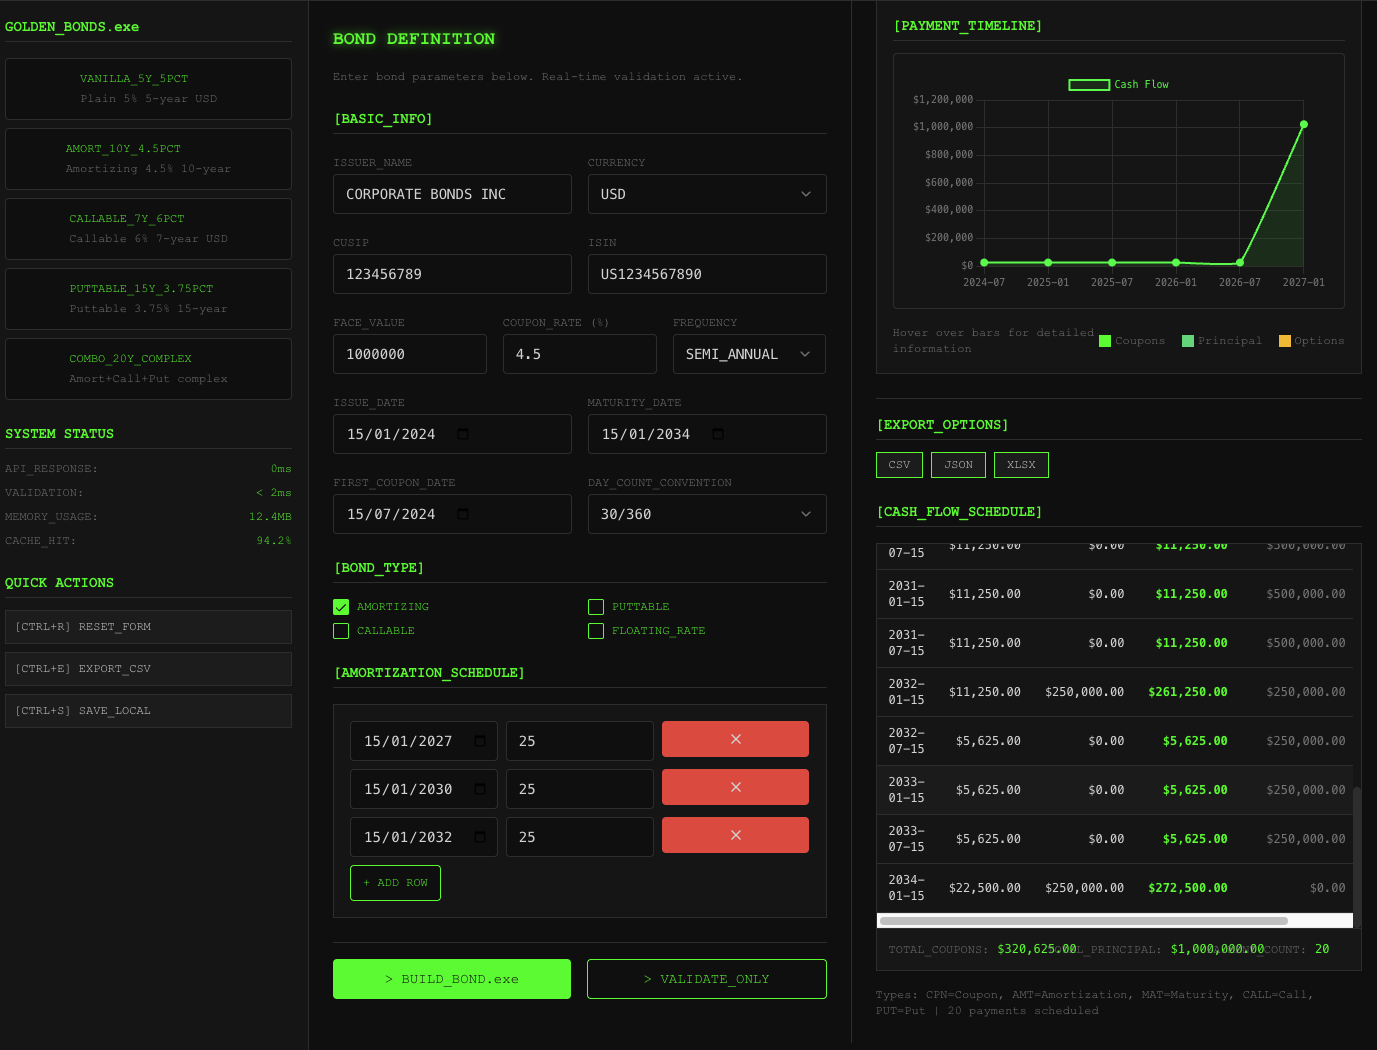 GOLDEN_BONDS.exe
VANILLA_5Y_5PCT
Plain 5% 5-year USD
AMORT_10Y_4.5PCT
Amortizing 4.5% 10-year
CALLABLE_7Y_6PCT
Callable 6% 7-year USD
PUTTABLE_15Y_3.75PCT
Puttable 3.75% 15-year
COMBO_20Y_COMPLEX
Amort+Call+Put complex
SYSTEM STATUS
API_RESPONSE: 0ms
VALIDATION: < 2ms
MEMORY_USAGE: 12.4MB
CACHE_HIT: 94.2%
QUICK ACTIONS
[CTRL+R] RESET_FORM
[CTRL+E] EXPORT_CSV
[CTRL+S] SAVE_LOCAL
BOND DEFINITION
Enter bond parameters below. Real-time validation active.
[BASIC_INFO]
ISSUER_NAME CURRENCY
CORPORATE BONDS INC USD
CUSIP ISIN
123456789 US1234567890
FACE_VALUE COUPON_RATE (%) FREQUENCY
1000000 4.5 SEMI_ANNUAL
ISSUE_DATE MATURITY_DATE
15/01/2024 15/01/2034
FIRST_COUPON_DATE DAY_COUNT_CONVENTION
15/07/2024 30/360
[BOND_TYPE]
AMORTIZING PUTTABLE
CALLABLE FLOATING_RATE
[AMORTIZATION_SCHEDULE]
15/01/2027 25 ×
15/01/2030 25 ×
15/01/2032 25 ×
+ ADD ROW
> BUILD_BOND.exe > VALIDATE_ONLY
[PAYMENT_TIMELINE]
Cash Flow
$1,200,000
$1,000,000
$800,000
$600,000
$400,000
$200,000
$0
2024-07 2025-01 2025-07 2026-01 2026-07 2027-01
Hover over bars for detailed
information
Coupons Principal Options
[EXPORT_OPTIONS]
CSV JSON XLSX
[CASH_FLOW_SCHEDULE]
07-15 $11,250.00 $0.00 $11,250.00 $500,000.00
2031-
01-15 $11,250.00 $0.00 $11,250.00 $500,000.00
2031-
07-15 $11,250.00 $0.00 $11,250.00 $500,000.00
2032-
01-15 $11,250.00 $250,000.00 $261,250.00 $250,000.00
2032-
07-15 $5,625.00 $0.00 $5,625.00 $250,000.00
2033-
01-15 $5,625.00 $0.00 $5,625.00 $250,000.00
2033-
07-15 $5,625.00 $0.00 $5,625.00 $250,000.00
2034-
01-15 $22,500.00 $250,000.00 $272,500.00 $0.00
TOTAL_COUPONS: $320,625.00 PRINCIPAL: $1,000,000.00 COUNT: 20
Types: CPN=Coupon, AMT=Amortization, MAT=Maturity, CALL=Call,
PUT=Put | 20 payments scheduled